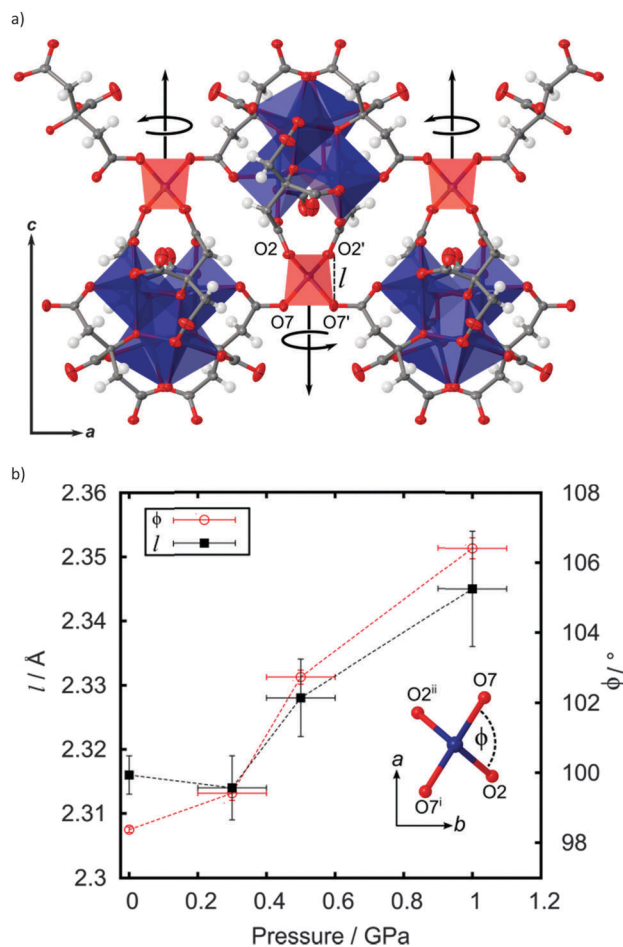 a)
c
O2 O2'
l
O7 O7'
a
b)
2.36
2.35
2.34
2.33
2.32
2.31
2.3
l / Å
108
106
104
102
100
98
ϕ / °
ϕ
l
O7
O2ii
ϕ
a
O2
O7i
b
0 0.2 0.4 0.6 0.8 1.0 1.2
Pressure / GPa